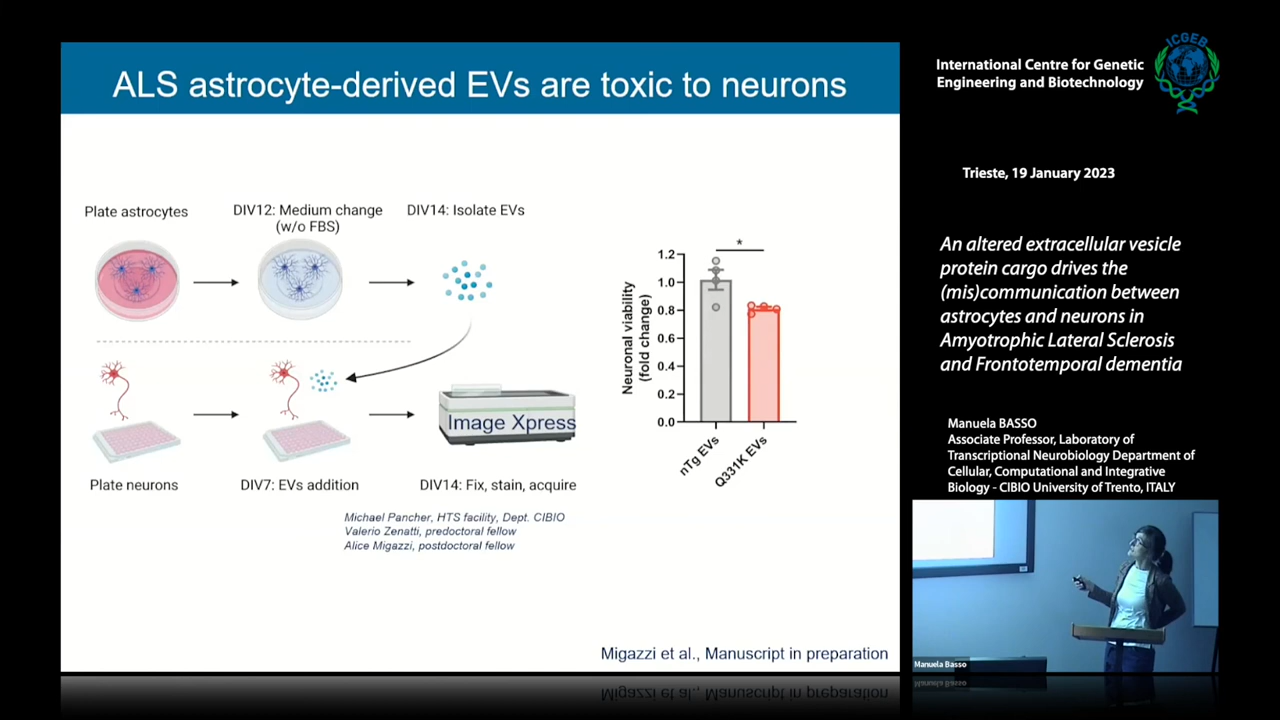 ALS astrocyte-derived EVs are toxic to neurons
Plate astrocytes
DIV12: Medium change
(w/o FBS)
DIV14: Isolate EVs
Image Xpress
Plate neurons
DIV7: EVs addition
DIV14: Fix, stain, acquire
Michael Pancher, HTS facility, Dept. CIBIO
Valerio Zenatti, predoctoral fellow
Alice Migazzi, postdoctoral fellow
Neuronal viability
(fold change)
*
1.2
1.0
0.8
0.6
0.4
0.2
0.0
nTg EVs
Q331K EVs
Migazzi et al., Manuscript in preparation
International Centre for Genetic
Engineering and Biotechnology
ICGEB
Trieste, 19 January 2023
An altered extracellular vesicle
protein cargo drives the
(mis)communication between
astrocytes and neurons in
Amyotrophic Lateral Sclerosis
and Frontotemporal dementia
Manuela BASSO
Associate Professor, Laboratory of
Transcriptional Neurobiology Department of
Cellular, Computational and Integrative
Biology - CIBIO University of Trento, ITALY
Manuela Basso